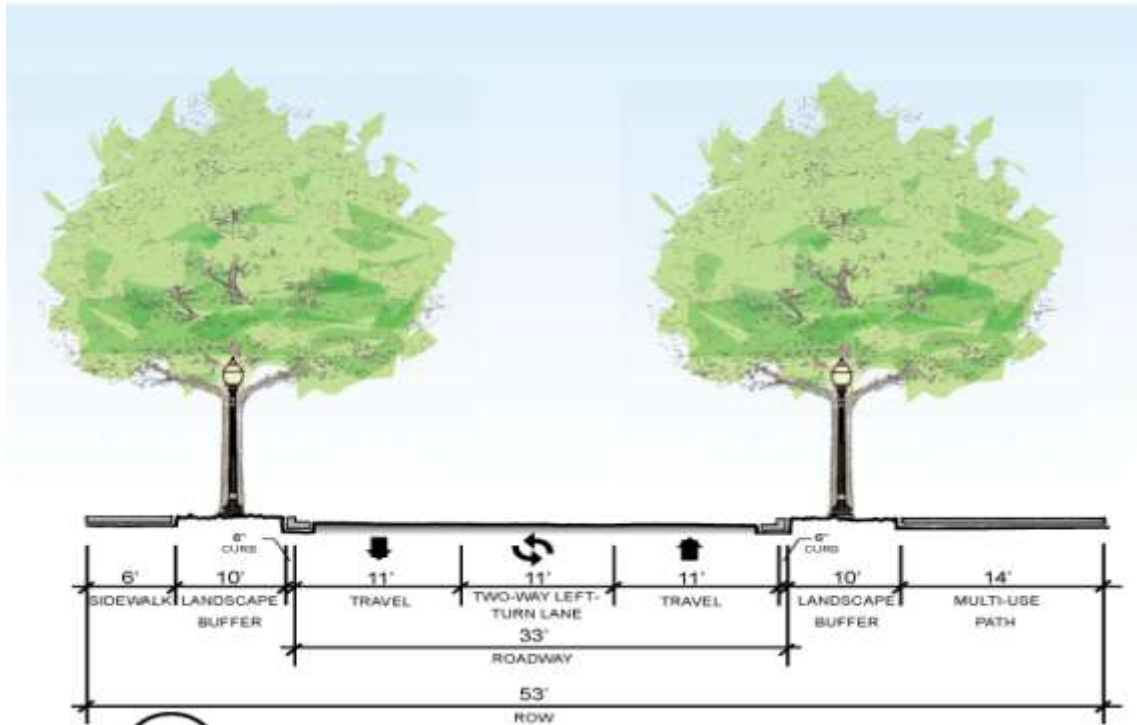 6"
CURB
6"
CURB
6' 10' 11' 11' 11' 10' 14'
SIDEWALK LANDSCAPE BUFFER TRAVEL TWO-WAY LEFT-TURN LANE TRAVEL LANDSCAPE BUFFER MULTI-USE PATH
33'
ROADWAY
53'
ROW